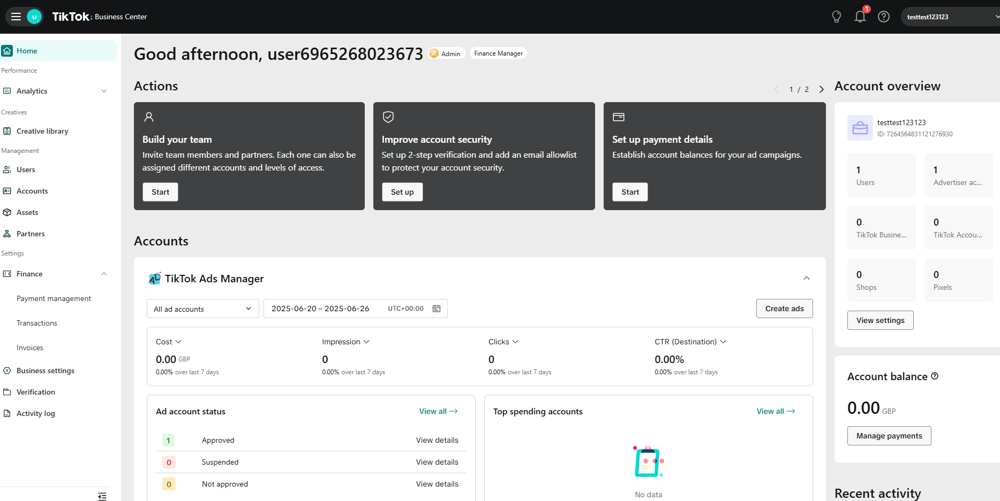 u
TikTok: Business Center
1
testtest123123
Home
Performance
Analytics
Creatives
Creative library
Management
Users
Accounts
Assets
Partners
Settings
Finance
Payment management
Transactions
Invoices
Business settings
Verification
Activity log
Good afternoon, user6965268023673
Admin
Finance Manager
Actions
1 / 2
Build your team
Invite team members and partners. Each one can also be
assigned different accounts and levels of access.
Start
Improve account security
Set up 2-step verification and add an email allowlist
to protect your account security.
Set up
Set up payment details
Establish account balances for your ad campaigns.
Start
Accounts
AD TikTok Ads Manager
All ad accounts
2025-06-20 – 2025-06-26 UTC+00:00
Create ads
Cost
0.00 GBP
0.00% over last 7 days
Impression
0
0.00% over last 7 days
Clicks
0
0.00% over last 7 days
CTR (Destination)
0.00%
0.00% over last 7 days
Ad account status
View all
1 Approved View details
0 Suspended View details
0 Not approved View details
Top spending accounts
View all
No data
Account overview
testtest123123
ID: 7264564831121276930
1
Users
1
Advertiser ac...
0
TikTok Busine...
0
TikTok Accou...
0
Shops
0
Pixels
View settings
Account balance
0.00 GBP
Manage payments
Recent activity